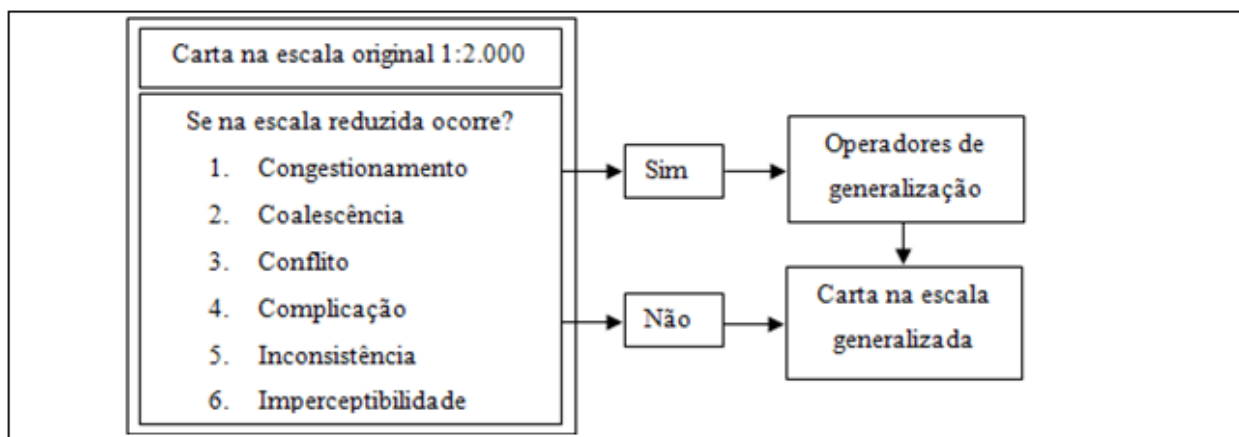 Carta na escala original 1:2.000
Se na escala reduzida ocorre?
1. Congestionamento
2. Coalescência
3. Conflito
4. Complicação
5. Inconsistência
6. Imperceptibilidade
Sim
Não
Operadores de
generalização
Carta na escala
generalizada